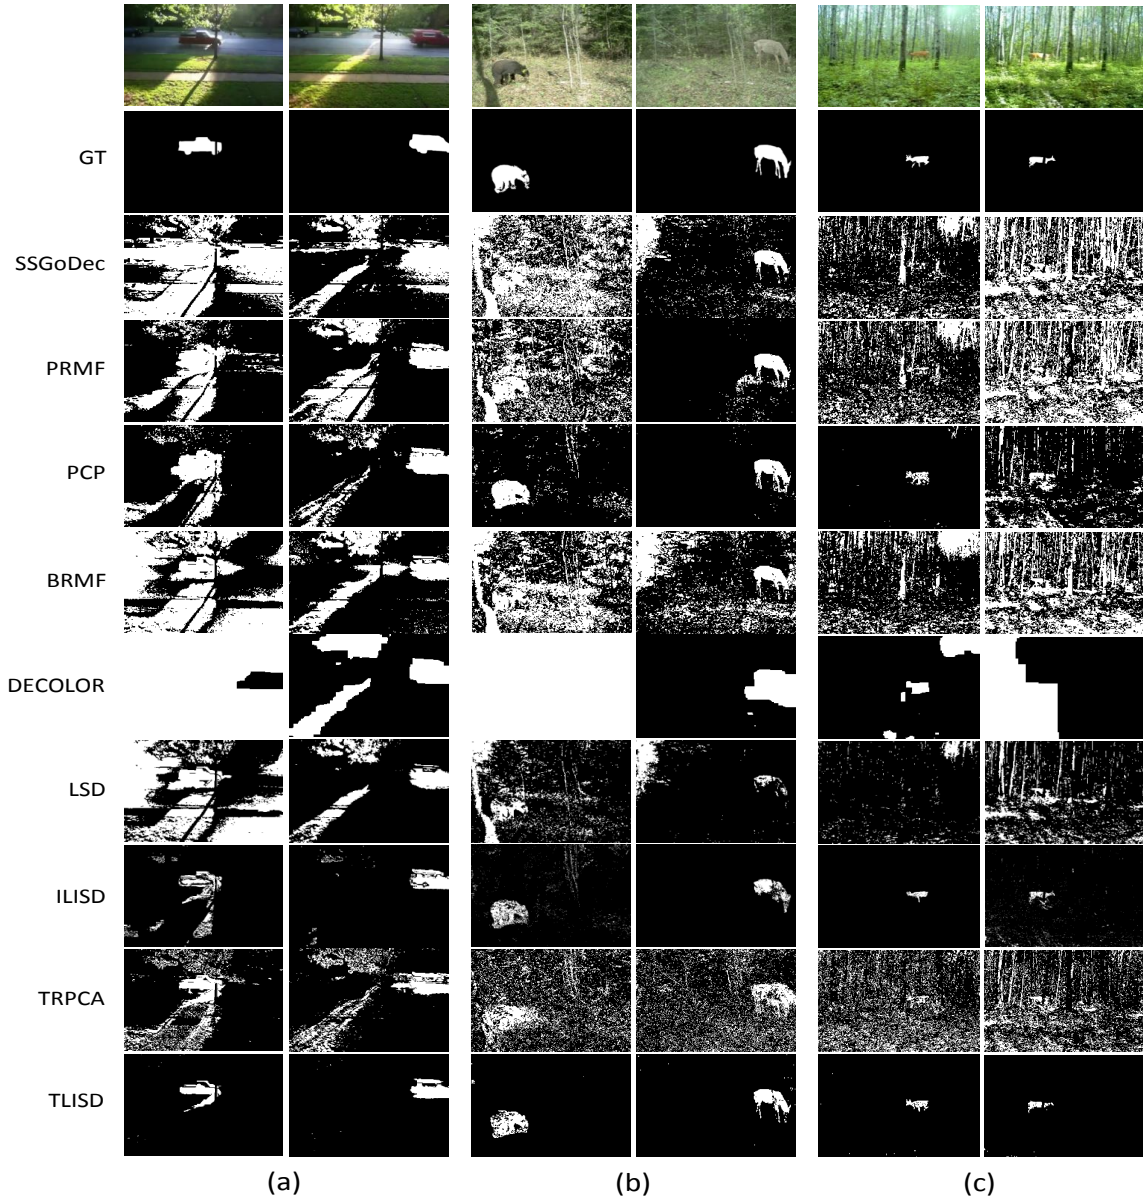 GT
SSGoDec
PRMF
PCP
BRMF
DECOLOR
LSD
ILISD
TRPCA
TLISD
(a)
(b)
(c)